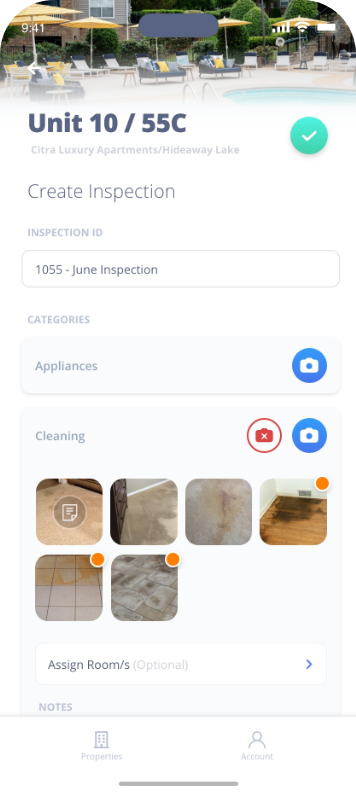 9:41
Unit 10 / 55C
Citra Luxury Apartments/Hideaway Lake
Create Inspection
INSPECTION ID
1055 - June Inspection
CATEGORIES
Appliances
Cleaning
Assign Room/s (Optional)
NOTES
Properties
Account